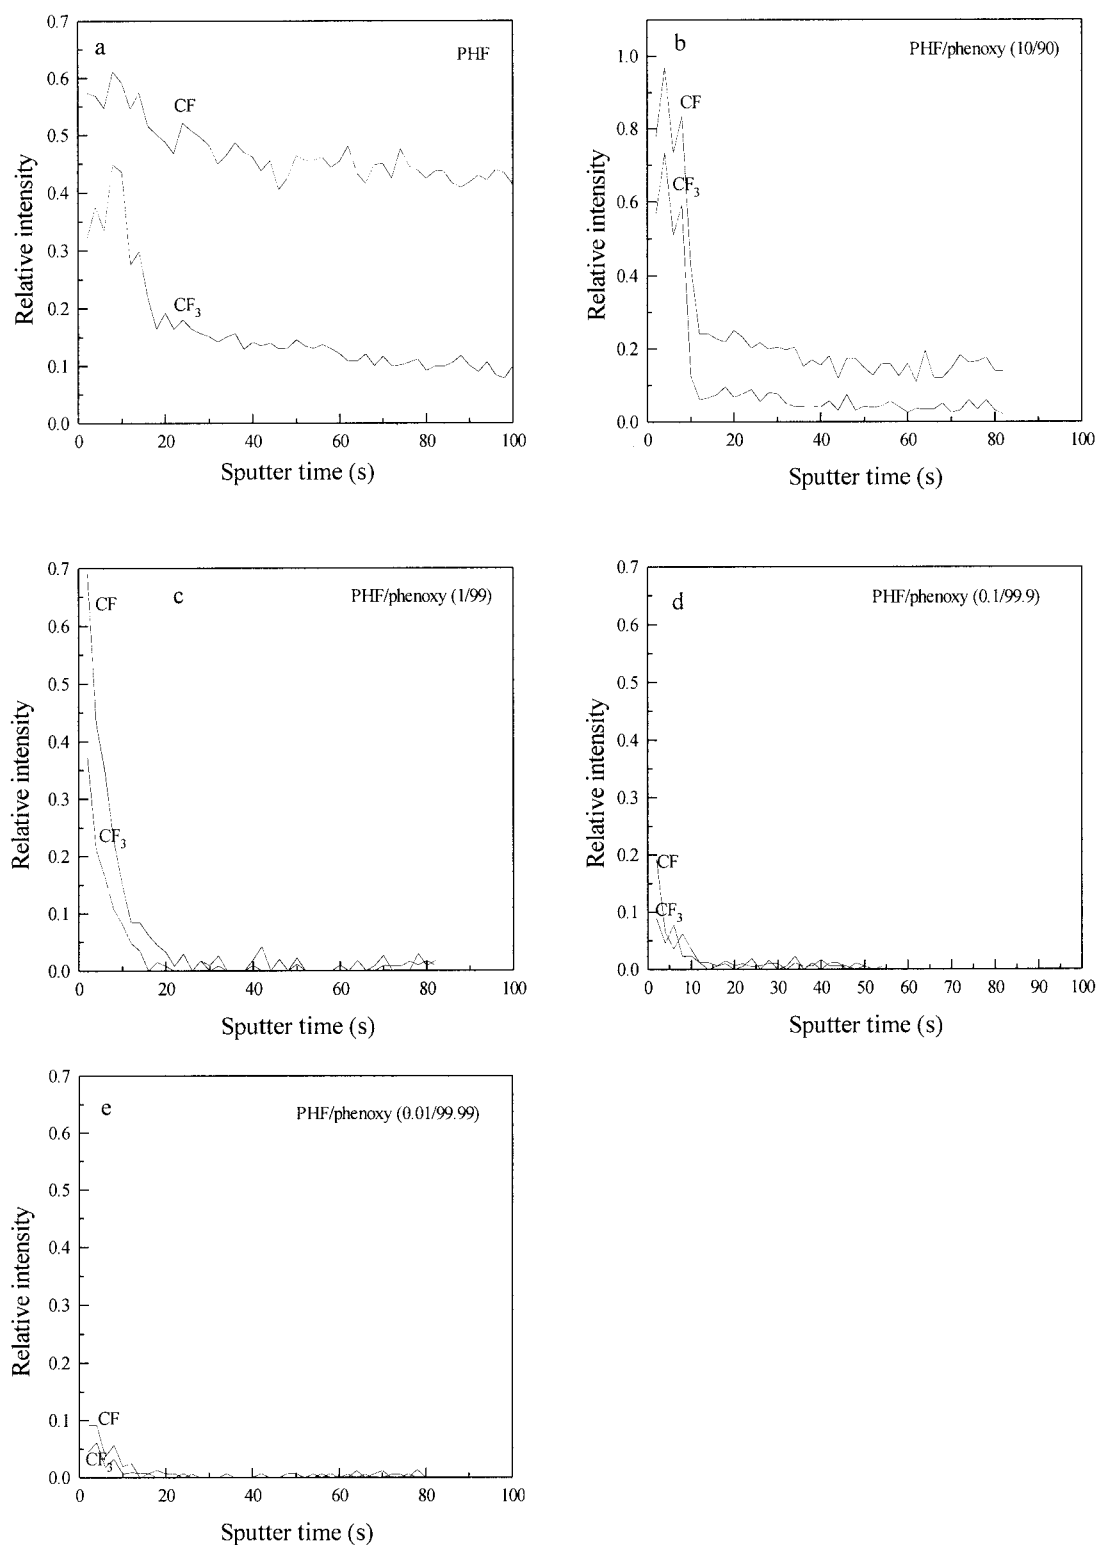 a
PHF
0.7
0.6
0.5
0.4
0.3
0.2
0.1
0.0
CF
CF3
Relative intensity
0 20 40 60 80 100
Sputter time (s)
b
PHF/phenoxy (10/90)
1.0
0.8
0.6
0.4
0.2
0.0
CF
CF3
Relative intensity
0 20 40 60 80 100
Sputter time (s)
c
PHF/phenoxy (1/99)
0.7
0.6
0.5
0.4
0.3
0.2
0.1
0.0
CF
CF3
Relative intensity
0 20 40 60 80 100
Sputter time (s)
d
PHF/phenoxy (0.1/99.9)
0.7
0.6
0.5
0.4
0.3
0.2
0.1
0.0
CF
CF3
Relative intensity
0 10 20 30 40 50 60 70 80 90 100
Sputter time (s)
e
PHF/phenoxy (0.01/99.99)
0.7
0.6
0.5
0.4
0.3
0.2
0.1
0.0
CF
CF3
Relative intensity
0 20 40 60 80 100
Sputter time (s)